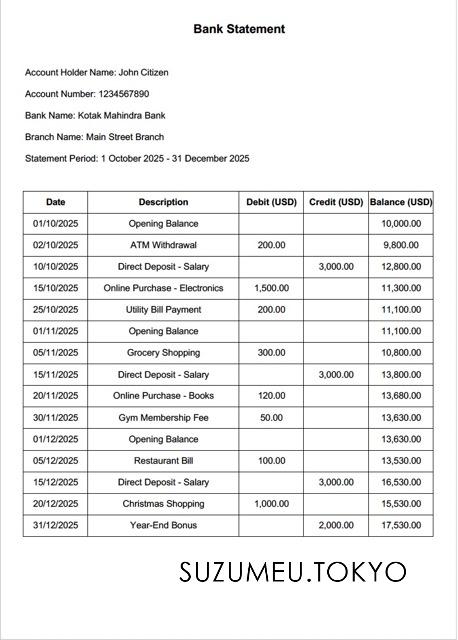 Bank Statement
Account Holder Name: John Citizen
Account Number: 1234567890
Bank Name: Kotak Mahindra Bank
Branch Name: Main Street Branch
Statement Period: 1 October 2025 - 31 December 2025
Date Description Debit (USD) Credit (USD) Balance (USD)
01/10/2025 Opening Balance 10,000.00
02/10/2025 ATM Withdrawal 200.00 9,800.00
10/10/2025 Direct Deposit - Salary 3,000.00 12,800.00
15/10/2025 Online Purchase - Electronics 1,500.00 11,300.00
25/10/2025 Utility Bill Payment 200.00 11,100.00
01/11/2025 Opening Balance 11,100.00
05/11/2025 Grocery Shopping 300.00 10,800.00
15/11/2025 Direct Deposit - Salary 3,000.00 13,800.00
20/11/2025 Online Purchase - Books 120.00 13,680.00
30/11/2025 Gym Membership Fee 50.00 13,630.00
01/12/2025 Opening Balance 13,630.00
05/12/2025 Restaurant Bill 100.00 13,530.00
15/12/2025 Direct Deposit - Salary 3,000.00 16,530.00
20/12/2025 Christmas Shopping 1,000.00 15,530.00
31/12/2025 Year-End Bonus 2,000.00 17,530.00
SUZUMEU.TOKYO